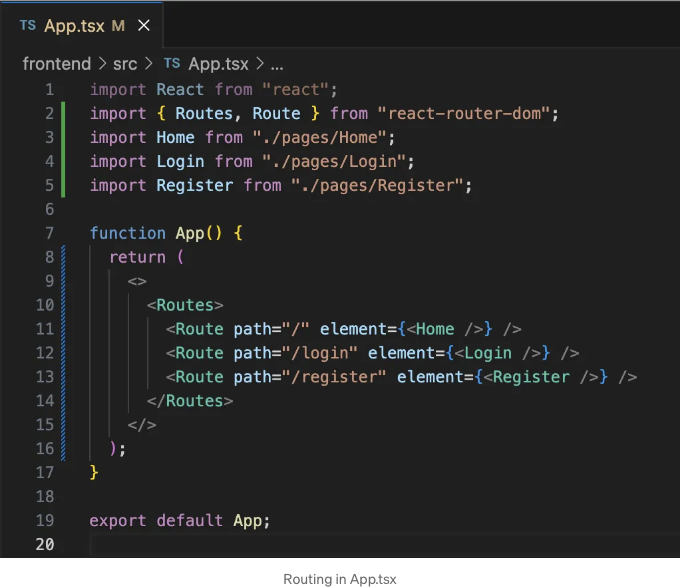 TS App.tsx M ×
frontend > src > TS App.tsx > ...
1 import React from "react";
2 import { Routes, Route } from "react-router-dom";
3 import Home from "./pages/Home";
4 import Login from "./pages/Login";
5 import Register from "./pages/Register";
6
7 function App() {
8   return (
9     <>
10       <Routes>
11         <Route path="/" element={<Home />} />
12         <Route path="/login" element={<Login />} />
13         <Route path="/register" element={<Register />} />
14       </Routes>
15     </>
16   );
17 }
18
19 export default App;
20
Routing in App.tsx